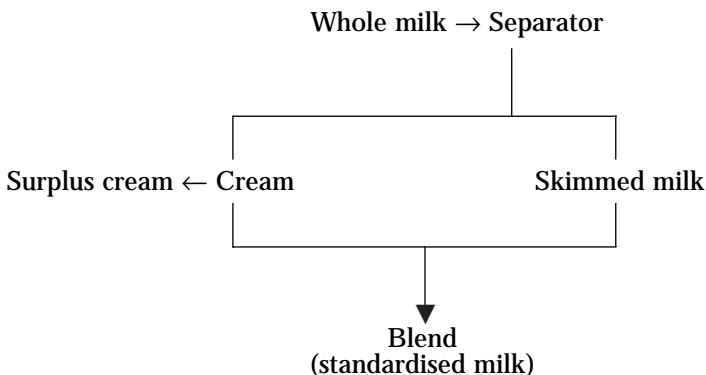 Whole milk → Separator
Surplus cream ← Cream
Skimmed milk
Blend
(standardised milk)